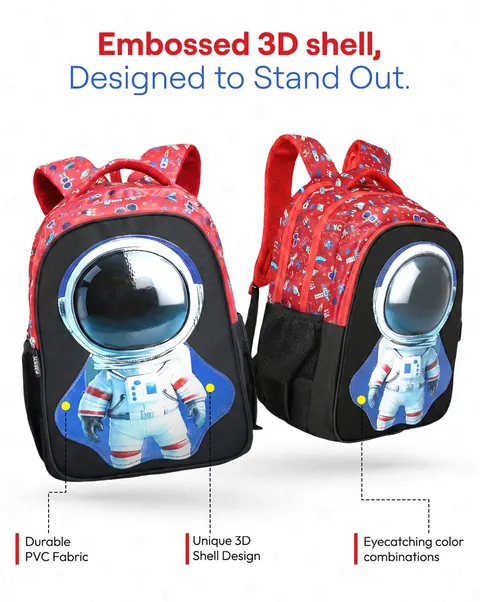 Embossed 3D shell,
Designed to Stand Out.
Durable
PVC Fabric
Unique 3D
Shell Design
Eyecatching color
combinations